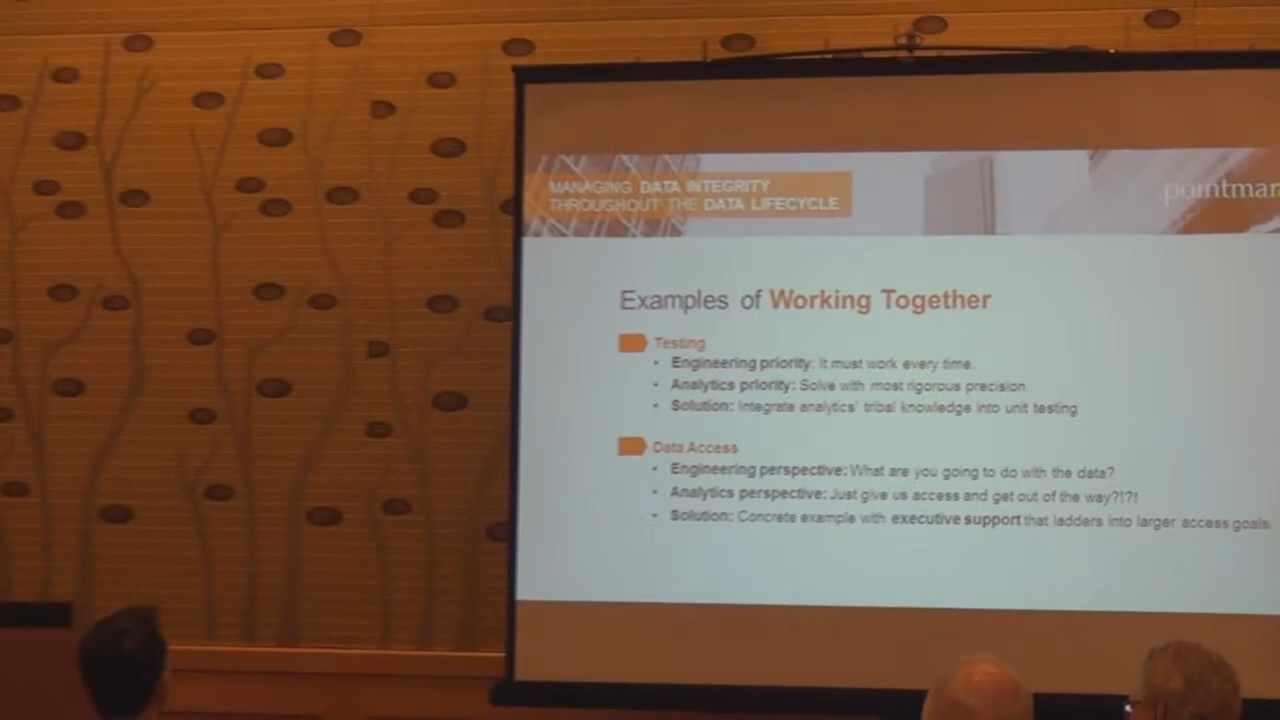 MANAGING DATA INTEGRITY
THROUGHOUT THE DATA LIFECYCLE
pointmar
Examples of Working Together
Testing
• Engineering priority: It must work every time.
• Analytics priority: Solve with most rigorous precision
• Solution: Integrate analytics' tribal knowledge into unit testing
Data Access
• Engineering perspective: What are you going to do with the data?
• Analytics perspective: Just give us access and get out of the way?!?!
• Solution: Concrete example with executive support that ladders into larger access goals.